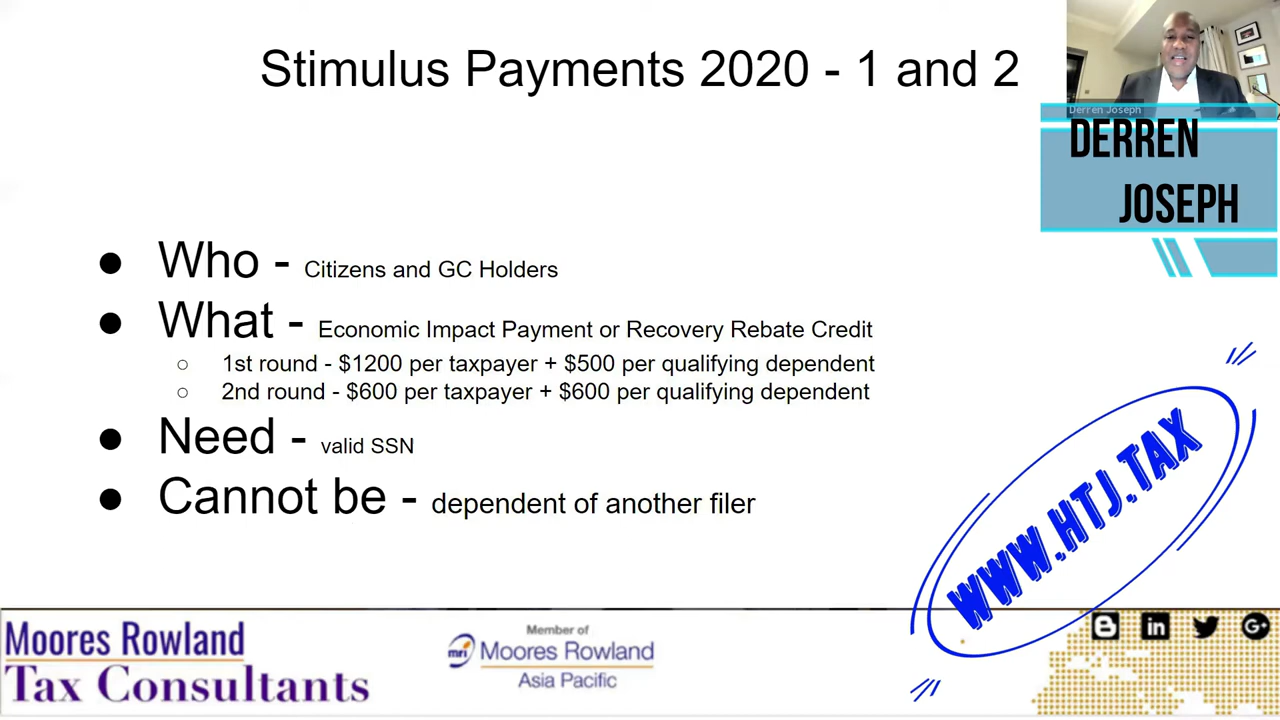 Stimulus Payments 2020 - 1 and 2
Derren Joseph
DERREN
JOSEPH
● Who - Citizens and GC Holders
● What - Economic Impact Payment or Recovery Rebate Credit
○ 1st round - $1200 per taxpayer + $500 per qualifying dependent
○ 2nd round - $600 per taxpayer + $600 per qualifying dependent
● Need - valid SSN
● Cannot be - dependent of another filer
WWW.HTJ.TAX
Moores Rowland
Tax Consultants
Member of
mri Moores Rowland
Asia Pacific